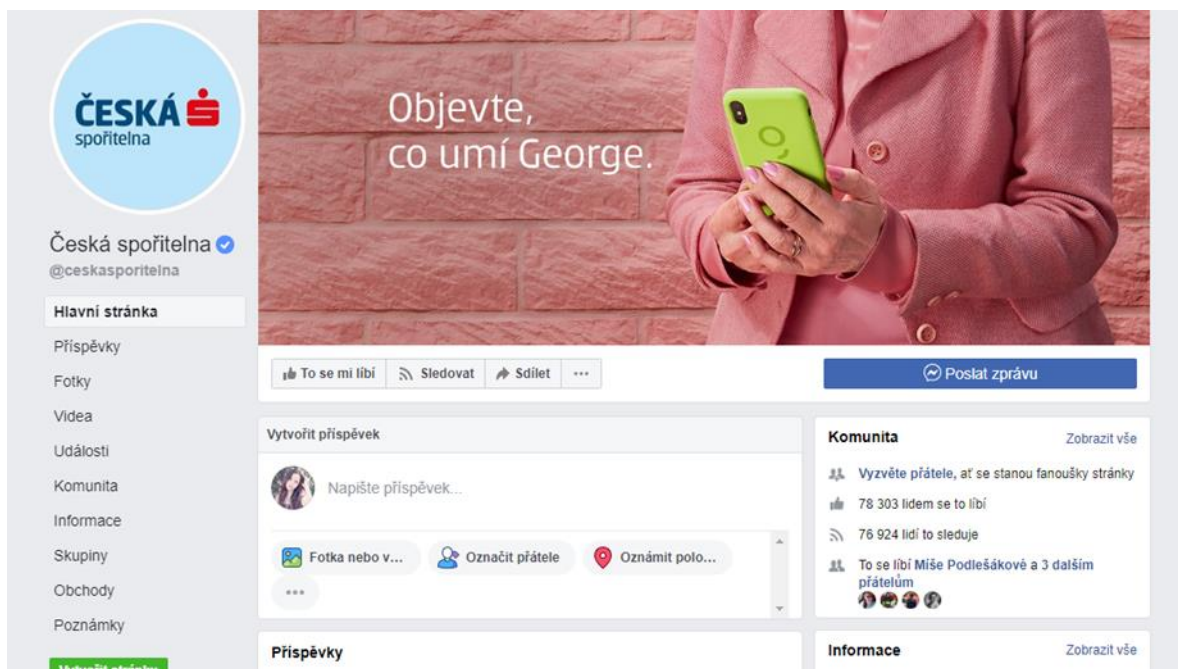 ČESKÁ
spořitelna
Česká spořitelna
@ceskasporitelna
Hlavní stránka
Příspěvky
Fotky
Videa
Události
Komunita
Informace
Skupiny
Obchody
Poznámky
Vytvořit stránku
Objevte,
co umí George.
To se mi líbí
Sledovat
Sdílet
Poslat zprávu
Vytvořit příspěvek
Napište příspěvek...
Fotka nebo v...
Označit přátele
Oznámit polo...
Příspěvky
Komunita
Zobrazit vše
Vyzvěte přátele, ať se stanou fanoušky stránky
78 303 lidem se to líbí
76 924 lidí to sleduje
To se líbí Míše Podlešákové a 3 dalším
přátelům
Informace
Zobrazit vše